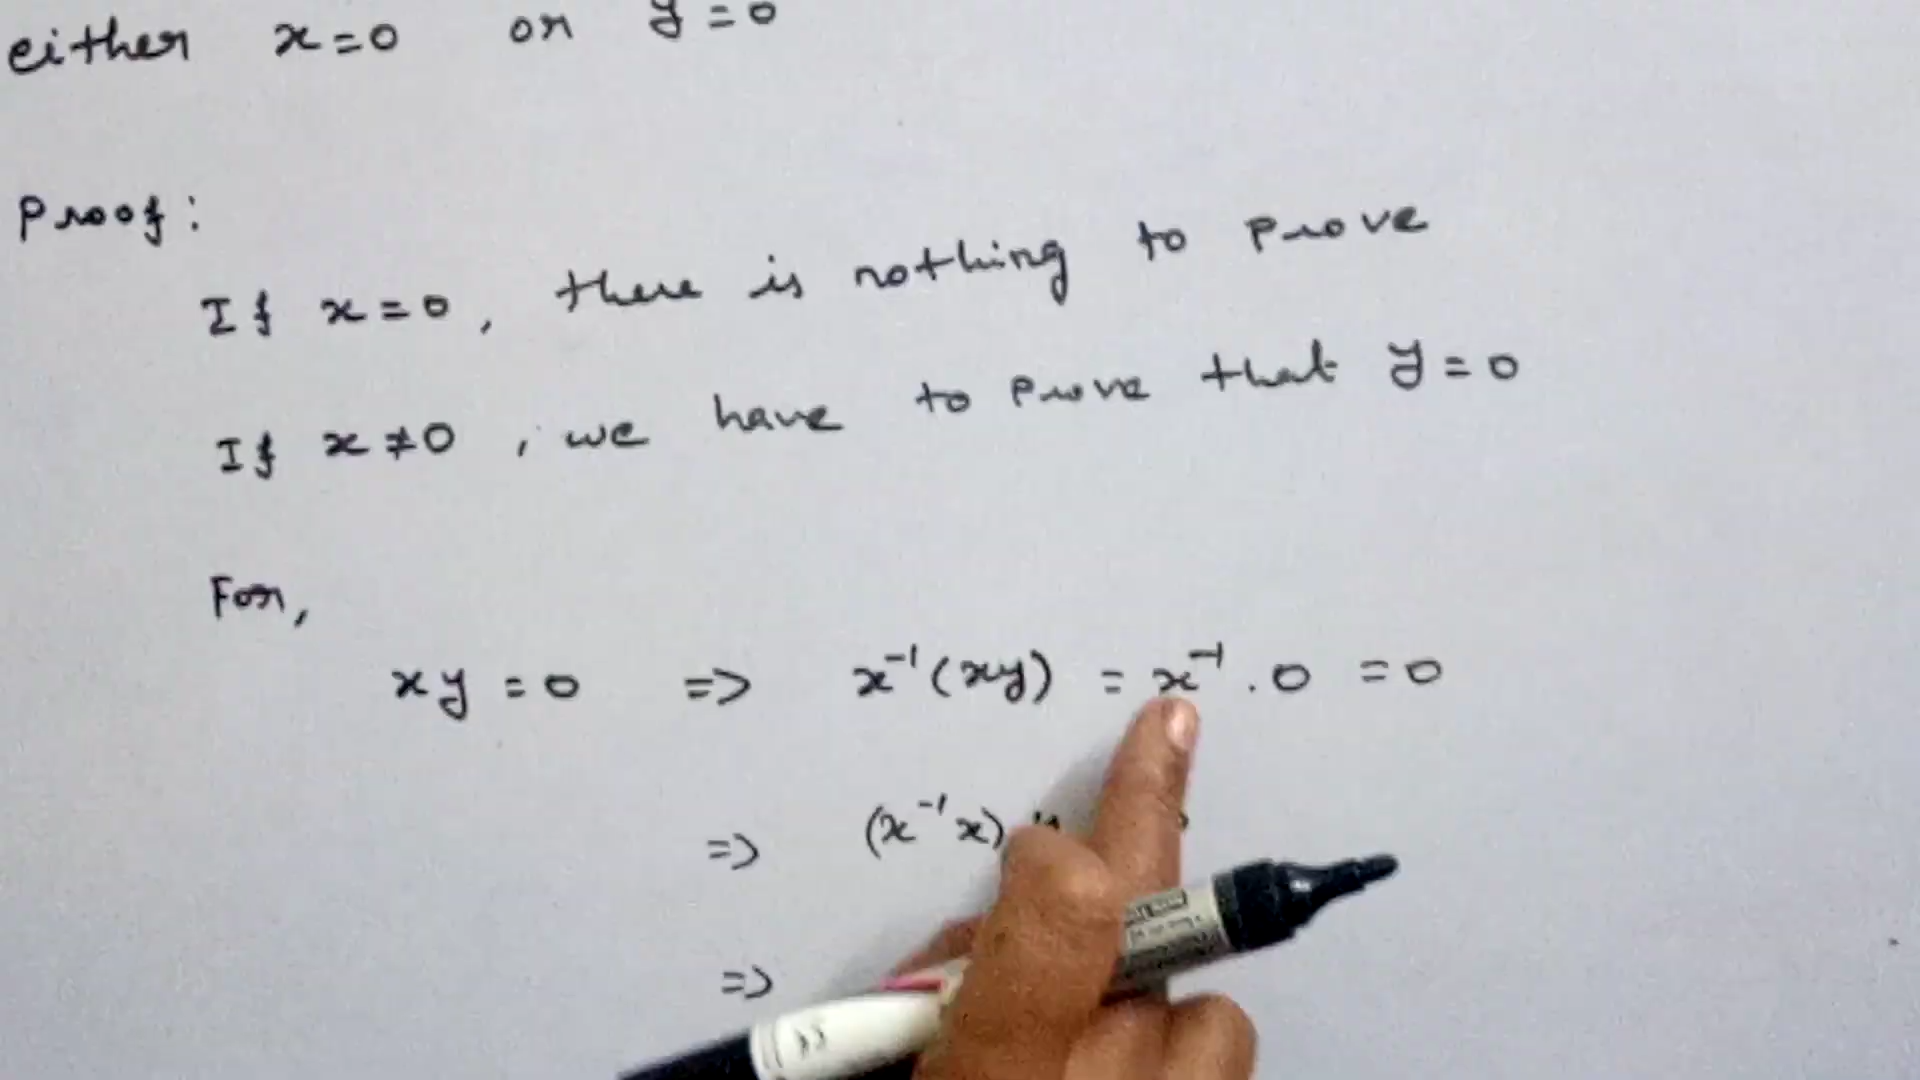 either x=0 or y=0
Proof:
If x=0, there is nothing to prove
If x≠0, we have to prove that y=0
For,
xy=0 => x⁻¹(xy) = x⁻¹.0 =0
=> (x⁻¹x)
=>